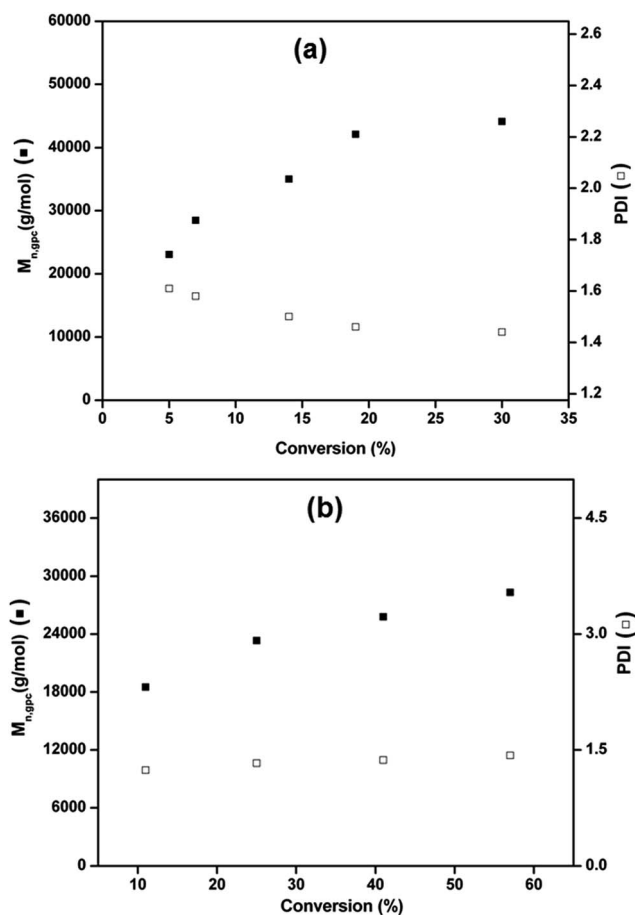 (a)
60000
50000
40000
30000
20000
10000
0
2.6
2.4
2.2
2.0
1.8
1.6
1.4
1.2
0 5 10 15 20 25 30 35
Mn,gpc(g/mol) (■)
PDI (□)
Conversion (%)
(b)
36000
30000
24000
18000
12000
6000
0
4.5
3.0
1.5
0.0
10 20 30 40 50 60
Mn,gpc(g/mol) (■)
PDI (□)
Conversion (%)